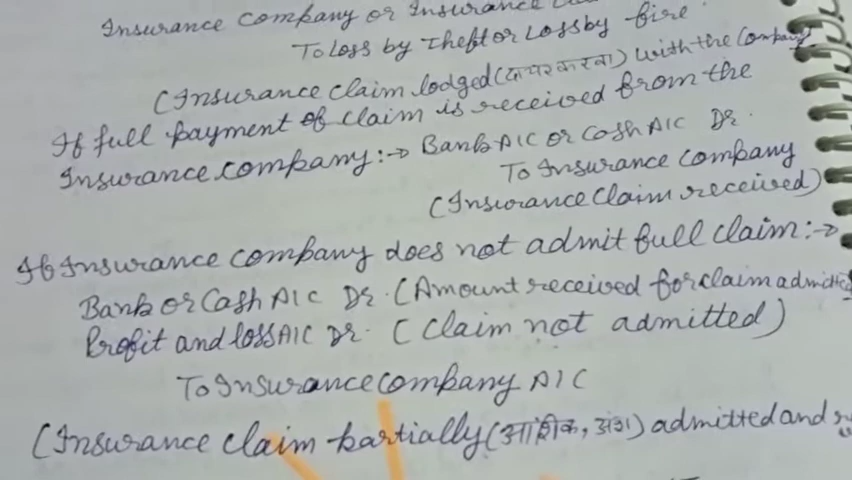 Insurance Company or Insurance
To Loss by Theft or Loss by fire
(Insurance Claim lodged (दायर करवा) with the Company
If full payment of claim is received from the
Insurance company :→ Bank A/C or Cash A/C Dr.
To Insurance Company
(Insurance Claim received)
If Insurance company does not admit full claim :→
Bank or Cash A/C Dr. (Amount received for claim admitted
Profit and loss A/C Dr. (Claim not admitted)
To Insurance Company A/C
(Insurance Claim partially (आंशिक, अंश) admitted and